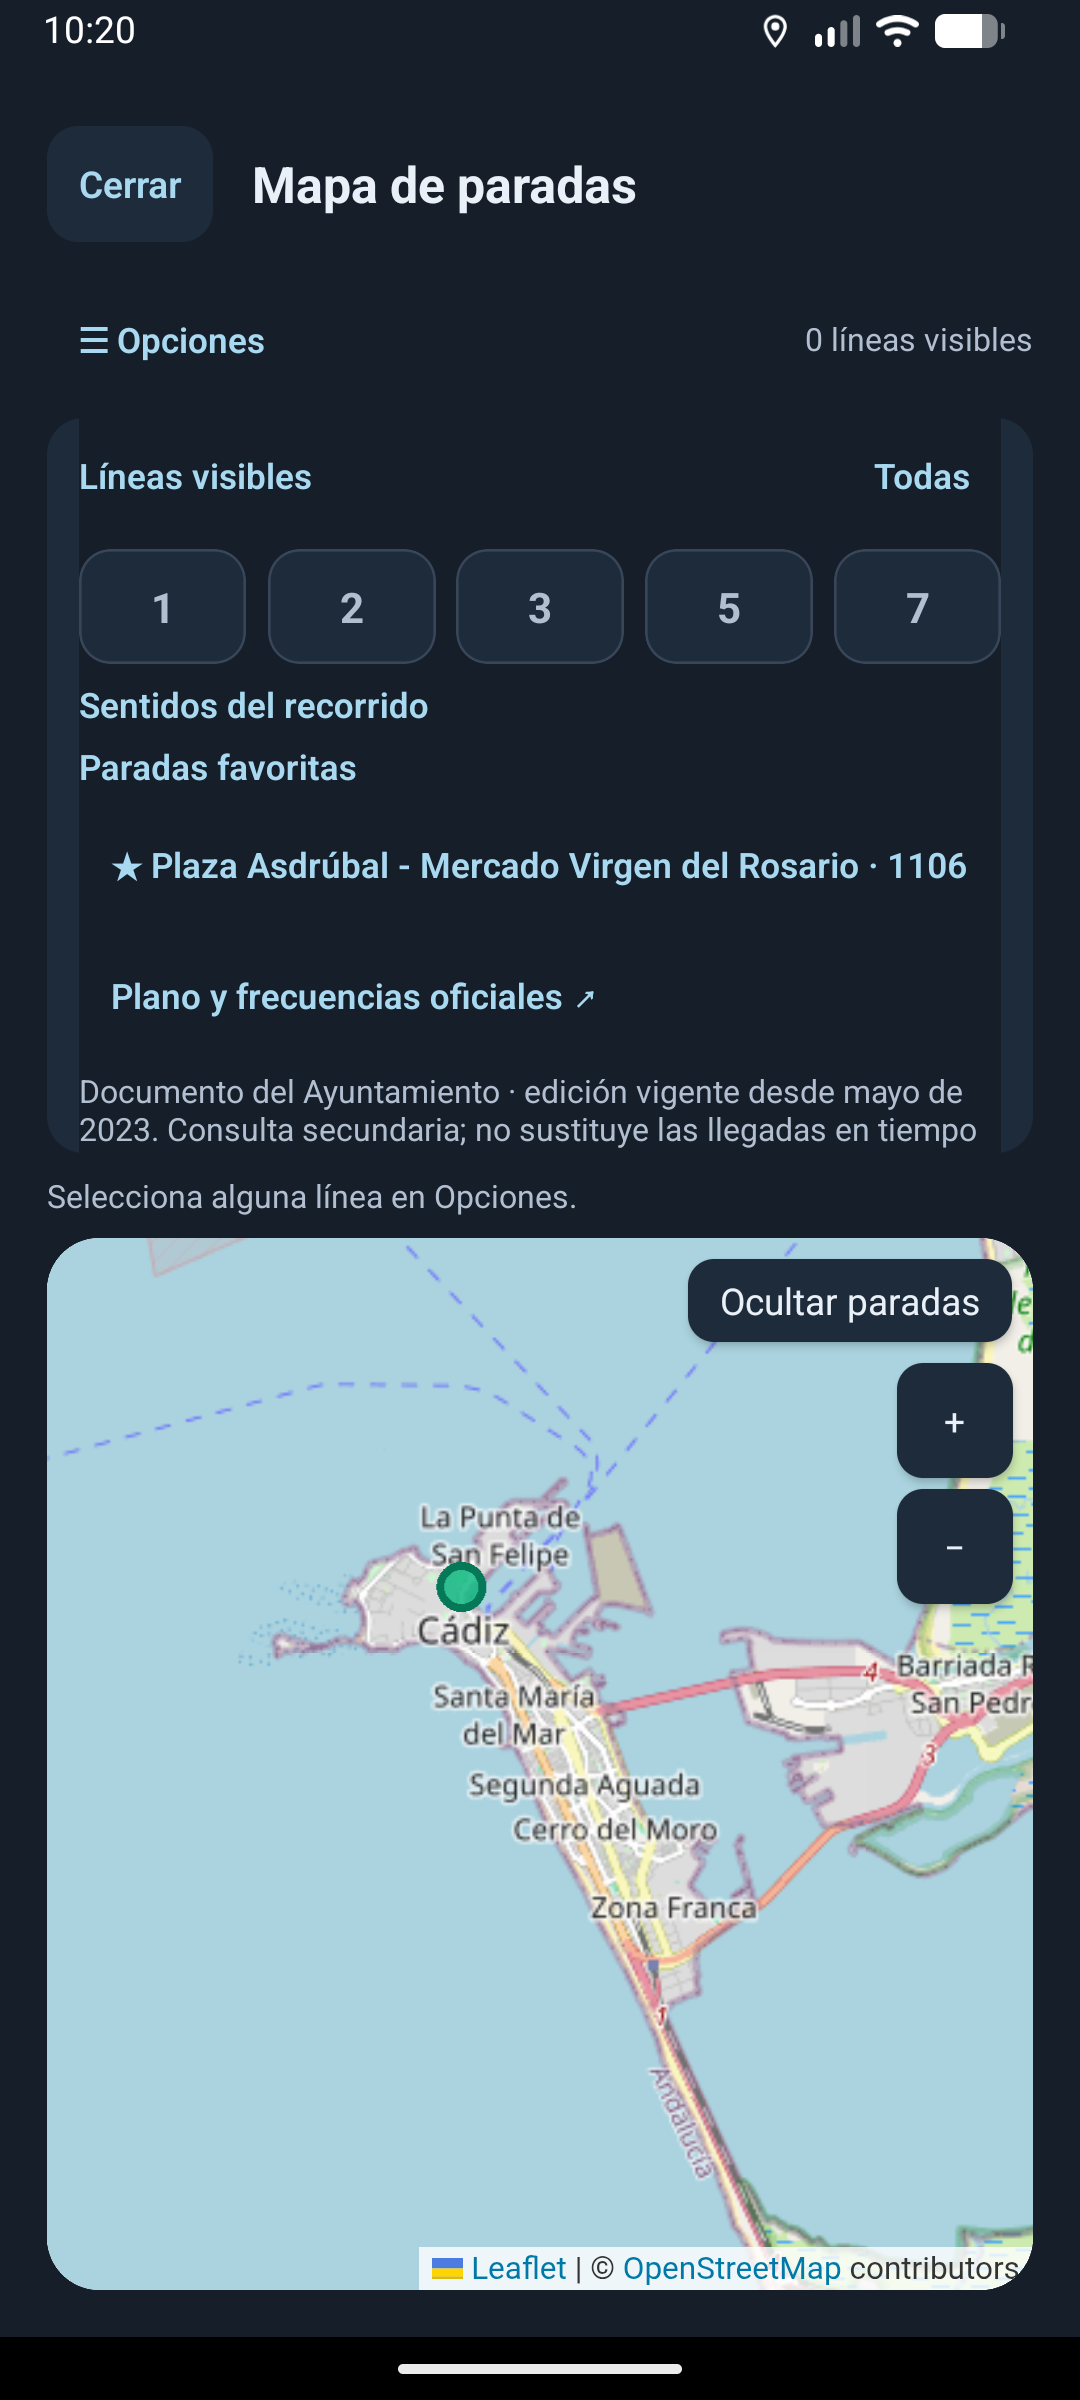 10:20
Cerrar
Mapa de paradas
☰ Opciones
0 líneas visibles
Líneas visibles
Todas
1
2
3
5
7
Sentidos del recorrido
Paradas favoritas
★ Plaza Asdrúbal - Mercado Virgen del Rosario · 1106
Plano y frecuencias oficiales ↗
Documento del Ayuntamiento · edición vigente desde mayo de
2023. Consulta secundaria; no sustituye las llegadas en tiempo
Selecciona alguna línea en Opciones.
Ocultar paradas
+
−
La Punta de
San Felipe
Cádiz
Santa María
del Mar
Segunda Aguada
Cerro del Moro
Zona Franca
4
Barriada R
San Pedr
3
1
Andalucía
Leaflet | © OpenStreetMap contributors